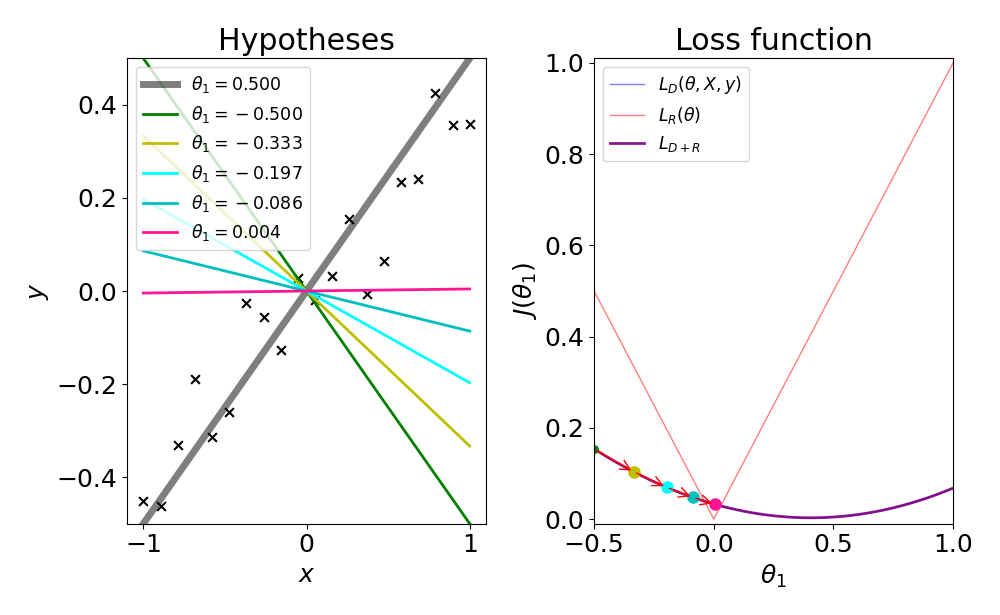 Hypotheses
y
0.4
0.2
0.0
−0.2
−0.4
θ₁ = 0.500
θ₁ = −0.500
θ₁ = −0.333
θ₁ = −0.197
θ₁ = −0.086
θ₁ = 0.004
−1
0
1
x
Loss function
J(θ₁)
1.0
0.8
0.6
0.4
0.2
0.0
L_D(θ, X, y)
L_R(θ)
L_{D+R}
−0.5
0.0
0.5
1.0
θ₁